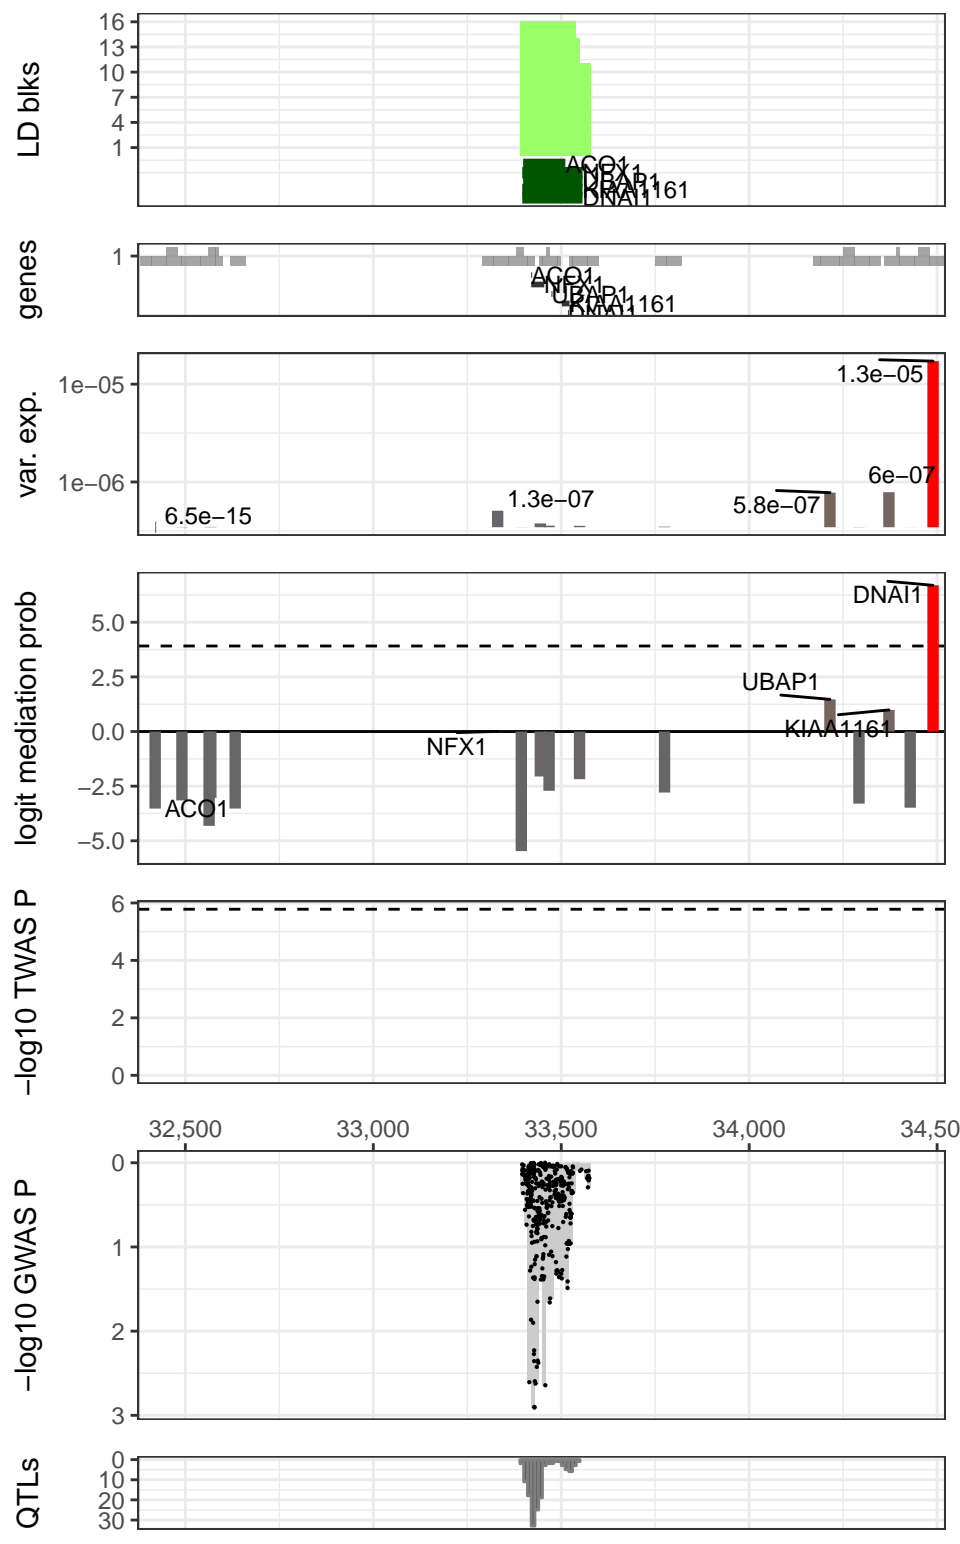 LD blks
16
13
10
7
4
1
ACO1
NFX1
UBAP1
KIAA1161
DNAI1
genes
1
ACO1
NFX1
UBAP1
KIAA1161
DNAI1
var. exp.
1e−05
1e−06
1.3e−05
6e−07
5.8e−07
1.3e−07
6.5e−15
logit mediation prob
5.0
2.5
0.0
−2.5
−5.0
DNAI1
UBAP1
KIAA1161
NFX1
ACO1
−log10 TWAS P
6
4
2
0
32,500
33,000
33,500
34,000
34,50
−log10 GWAS P
0
1
2
3
QTLs
0
10
20
30